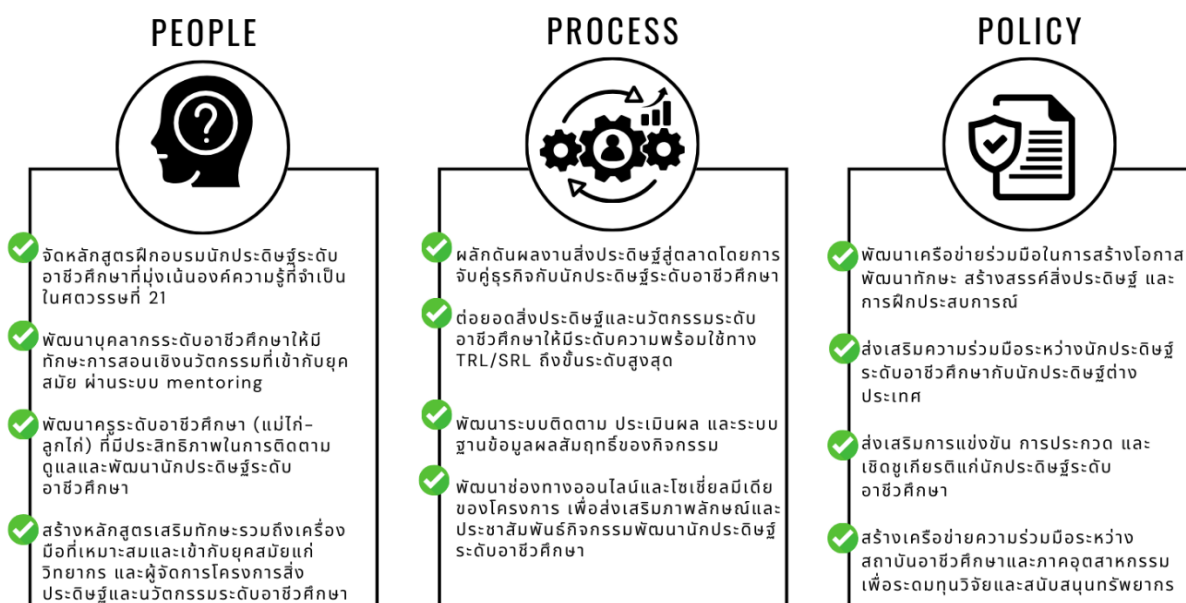 PEOPLE
จัดหลักสูตรฝึกอบรมนักประดิษฐ์ระดับ
อาชีวศึกษาที่มุ่งเน้นองค์ความรู้ที่จำเป็น
ในศตวรรษที่ 21
พัฒนาบุคลากรระดับอาชีวศึกษาให้มี
ทักษะการสอนเชิงนวัตกรรมที่เข้ากับยุค
สมัย ผ่านระบบ mentoring
พัฒนาครูระดับอาชีวศึกษา (แม่ไก่-
ลูกไก่) ที่มีประสิทธิภาพในการติดตาม
ดูแลและพัฒนานักประดิษฐ์ระดับ
อาชีวศึกษา
สร้างหลักสูตรเสริมทักษะรวมถึงเครื่อง
มือที่เหมาะสมและเข้ากับยุคสมัยแก่
วิทยากร และผู้จัดการโครงการสิ่ง
ประดิษฐ์และนวัตกรรมระดับอาชีวศึกษา
PROCESS
ผลักดันผลงานสิ่งประดิษฐ์สู่ตลาดโดยการ
จับคู่ธุรกิจกับนักประดิษฐ์ระดับอาชีวศึกษา
ต่อยอดสิ่งประดิษฐ์และนวัตกรรมระดับ
อาชีวศึกษาให้มีระดับความพร้อมใช้ทาง
TRL/SRL ถึงขั้นระดับสูงสุด
พัฒนาระบบติดตาม ประเมินผล และระบบ
ฐานข้อมูลผลสัมฤทธิ์ของกิจกรรม
พัฒนาช่องทางออนไลน์และโซเชี่ยลมีเดีย
ของโครงการ เพื่อส่งเสริมภาพลักษณ์และ
ประชาสัมพันธ์กิจกรรมพัฒนานักประดิษฐ์
ระดับอาชีวศึกษา
POLICY
พัฒนาเครือข่ายร่วมมือในการสร้างโอกาส
พัฒนาทักษะ สร้างสรรค์สิ่งประดิษฐ์ และ
การฝึกประสบการณ์
ส่งเสริมความร่วมมือระหว่างนักประดิษฐ์
ระดับอาชีวศึกษากับนักประดิษฐ์ต่าง
ประเทศ
ส่งเสริมการแข่งขัน การประกวด และ
เชิดชูเกียรติแก่นักประดิษฐ์ระดับ
อาชีวศึกษา
สร้างเครือข่ายความร่วมมือระหว่าง
สถาบันอาชีวศึกษาและภาคอุตสาหกรรม
เพื่อระดมทุนวิจัยและสนับสนุนทรัพยากร